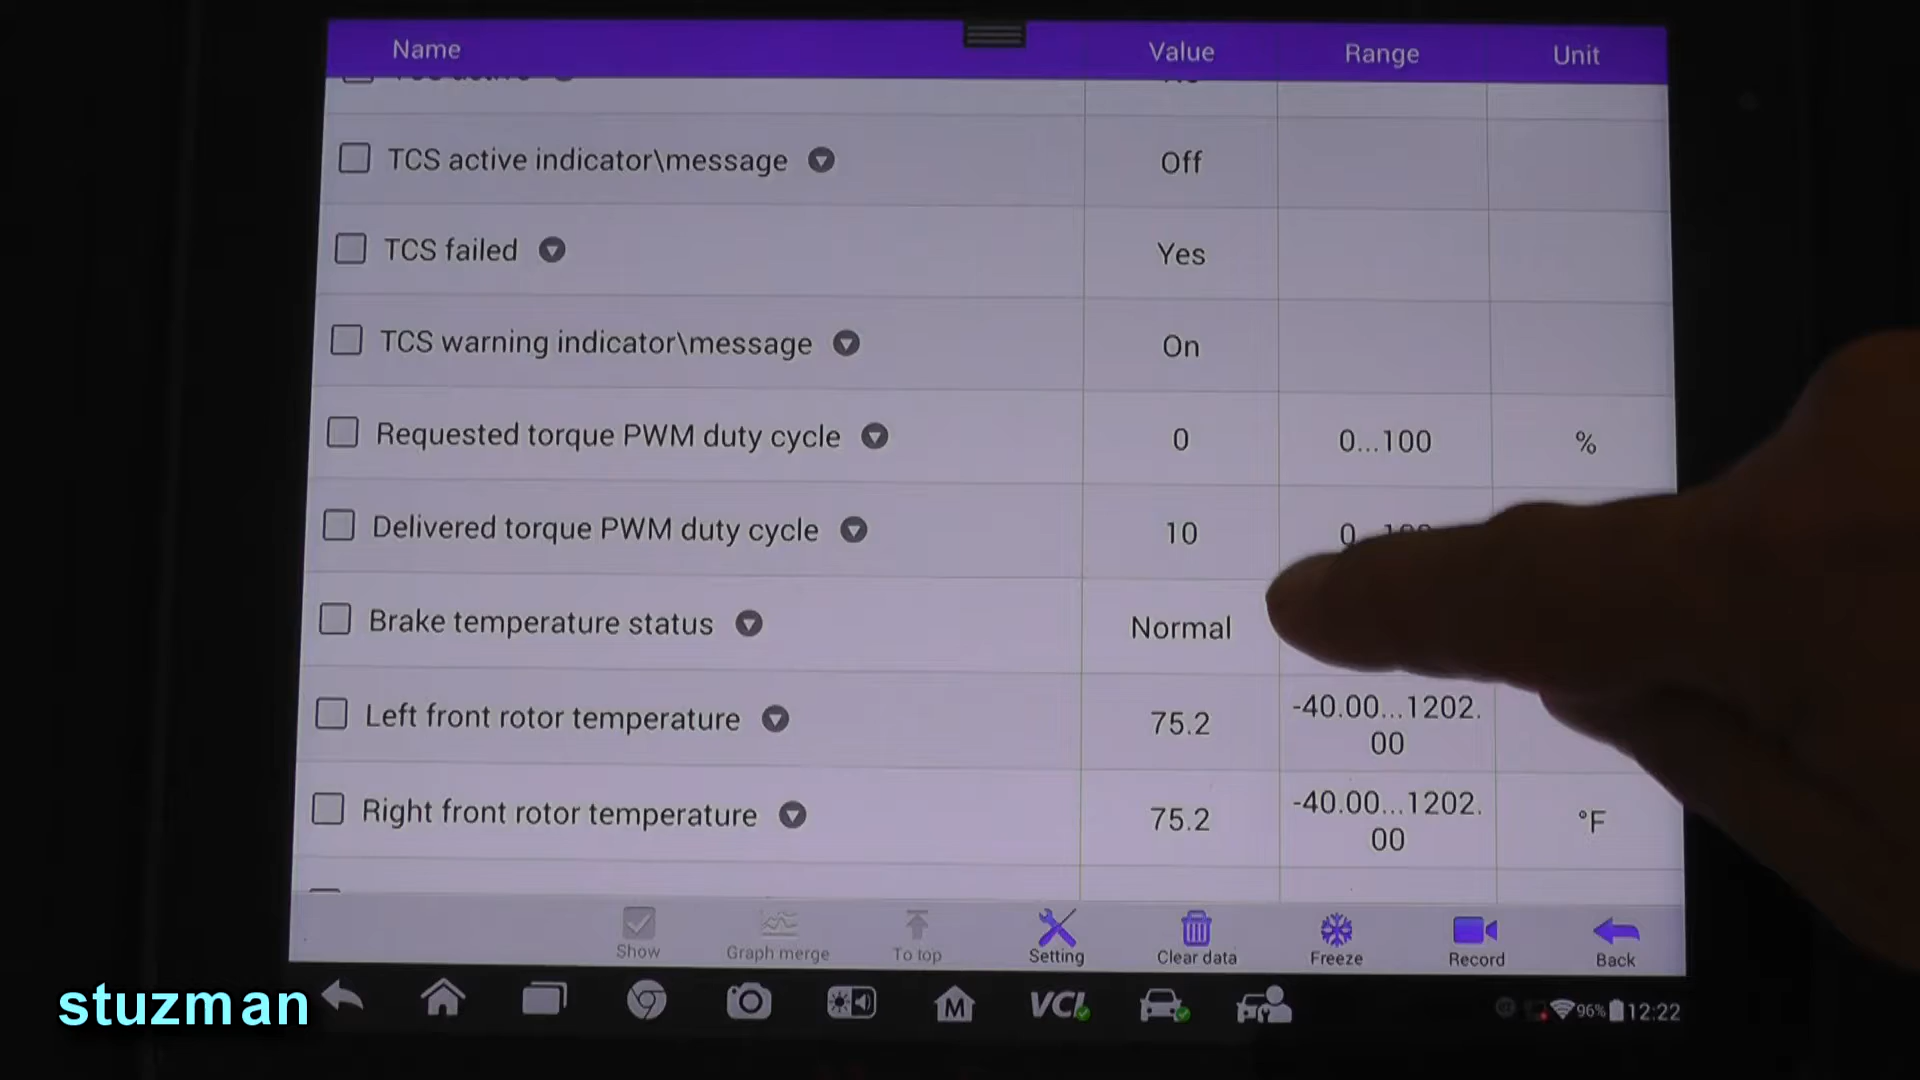 Name Value Range Unit
TCS active indicator\message Off
TCS failed Yes
TCS warning indicator\message On
Requested torque PWM duty cycle 0 0...100 %
Delivered torque PWM duty cycle 10
Brake temperature status Normal
Left front rotor temperature 75.2 -40.00...1202.
00
Right front rotor temperature 75.2 -40.00...1202. °F
00
Show Graph merge To top Setting Clear data Freeze Record Back
stuzman
M VCI 96% 12:22